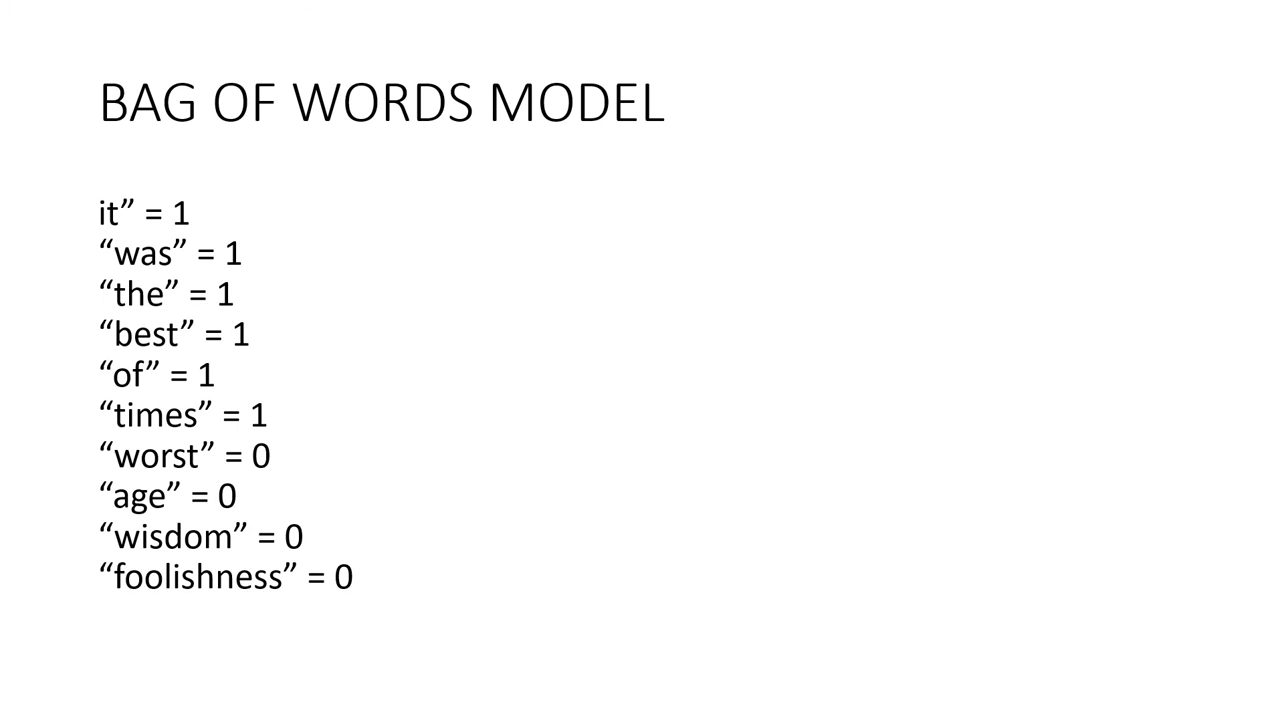 BAG OF WORDS MODEL
it” = 1
“was” = 1
“the” = 1
“best” = 1
“of” = 1
“times” = 1
“worst” = 0
“age” = 0
“wisdom” = 0
“foolishness” = 0